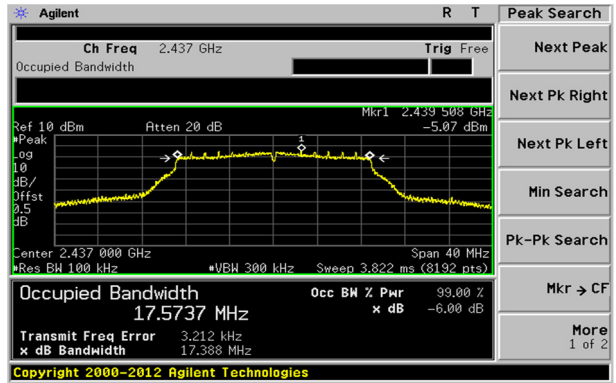 Agilent R T Peak Search
Ch Freq 2.437 GHz Trig Free
Occupied Bandwidth
Next Peak
Next Pk Right
Next Pk Left
Min Search
Pk-Pk Search
Mkr → CF
More
1 of 2
Mkr1 2.439 508 GHz
Ref 10 dBm Atten 20 dB -5.07 dBm
#Peak
Log
10
dB/
Offst
0.5
dB
1
Center 2.437 000 GHz Span 40 MHz
#Res BW 100 kHz #VBW 300 kHz Sweep 3.822 ms (8192 pts)
Occupied Bandwidth Occ BW % Pwr 99.00 %
17.5737 MHz x dB -6.00 dB
Transmit Freq Error 3.212 kHz
x dB Bandwidth 17.388 MHz
Copyright 2000-2012 Agilent Technologies